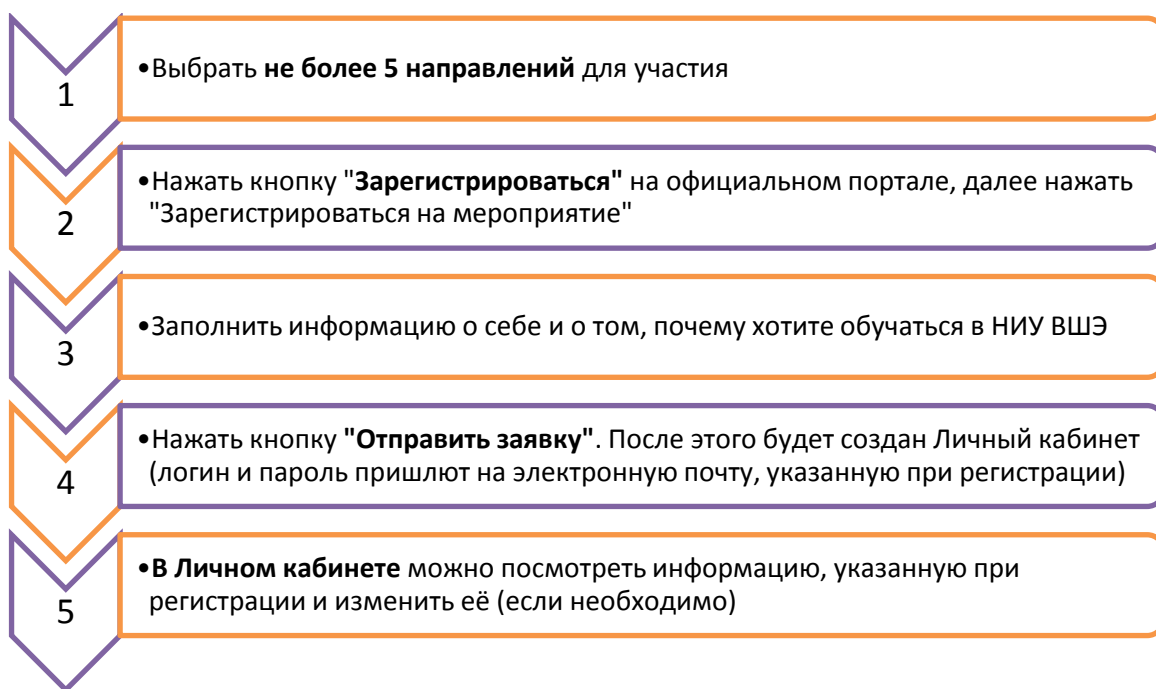 1
•Выбрать не более 5 направлений для участия
2
•Нажать кнопку "Зарегистрироваться" на официальном портале, далее нажать
"Зарегистрироваться на мероприятие"
3
•Заполнить информацию о себе и о том, почему хотите обучаться в НИУ ВШЭ
4
•Нажать кнопку "Отправить заявку". После этого будет создан Личный кабинет
(логин и пароль пришлют на электронную почту, указанную при регистрации)
5
•В Личном кабинете можно посмотреть информацию, указанную при
регистрации и изменить её (если необходимо)